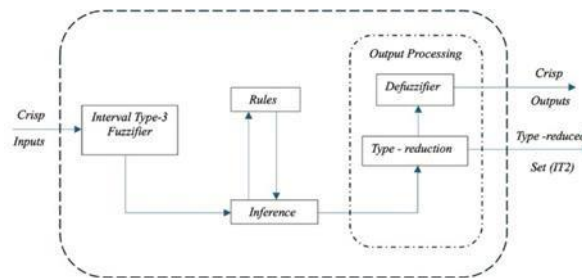 Output Processing
Crisp
Inputs
Interval Type-3
Fuzzifier
Rules
Inference
Defuzzifier
Type - reduction
Crisp
Outputs
Type -reduced
Set (IT2)